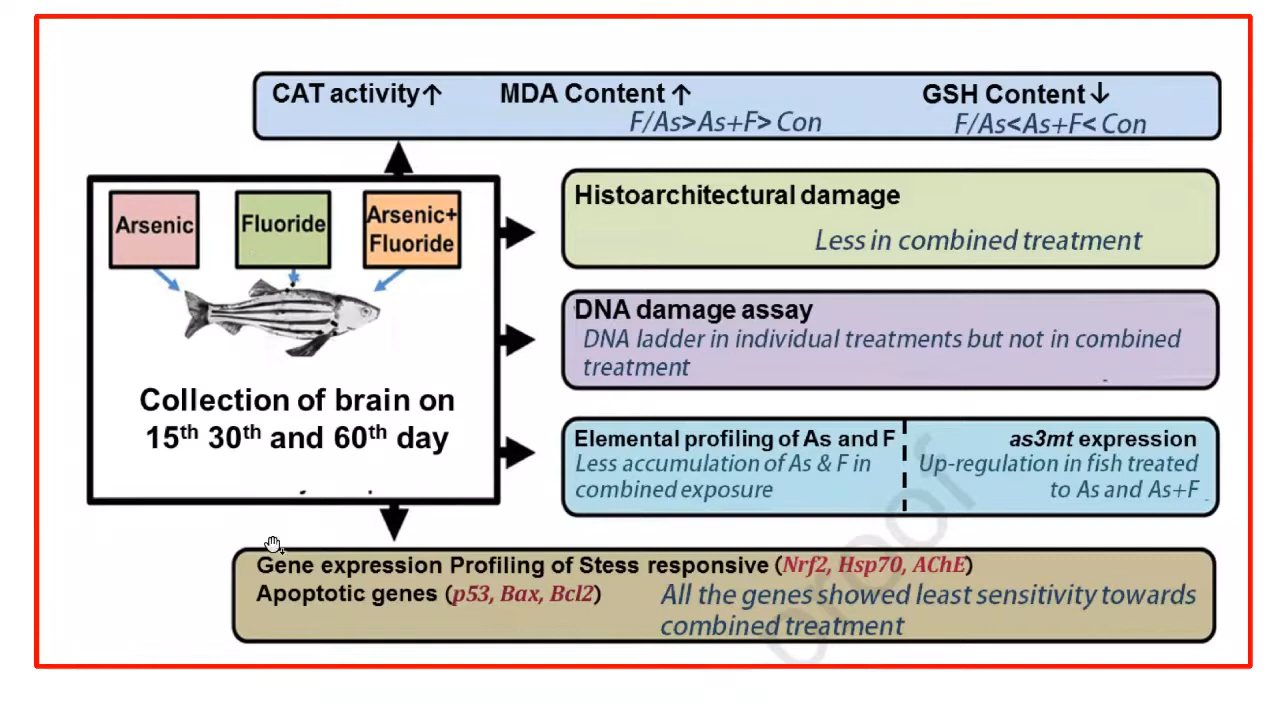 CAT activity↑ MDA Content ↑ GSH Content ↓
F/As>As+F> Con F/As<As+F< Con
Arsenic
Fluoride
Arsenic+
Fluoride
Collection of brain on
15th 30th and 60th day
Histoarchitectural damage
Less in combined treatment
DNA damage assay
DNA ladder in individual treatments but not in combined
treatment
Elemental profiling of As and F
Less accumulation of As & F in
combined exposure
as3mt expression
Up-regulation in fish treated
to As and As+F
Gene expression Profiling of Stess responsive (Nrf2, Hsp70, AChE)
Apoptotic genes (p53, Bax, Bcl2) All the genes showed least sensitivity towards
combined treatment
proof